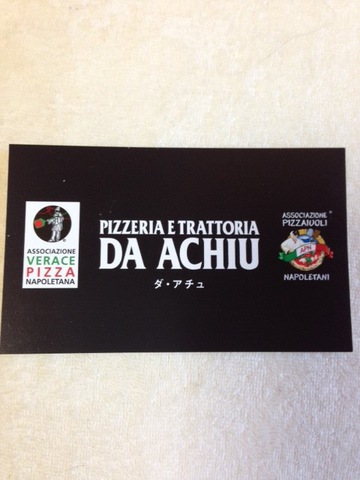 ASSOCIAZIONE
VERACE
PIZZA
NAPOLETANA
PIZZERIA E TRATTORIA
DA ACHIU
ダ・アチュ
ASSOCIAZIONE
PIZZAIUOLI
NAPOLETANI